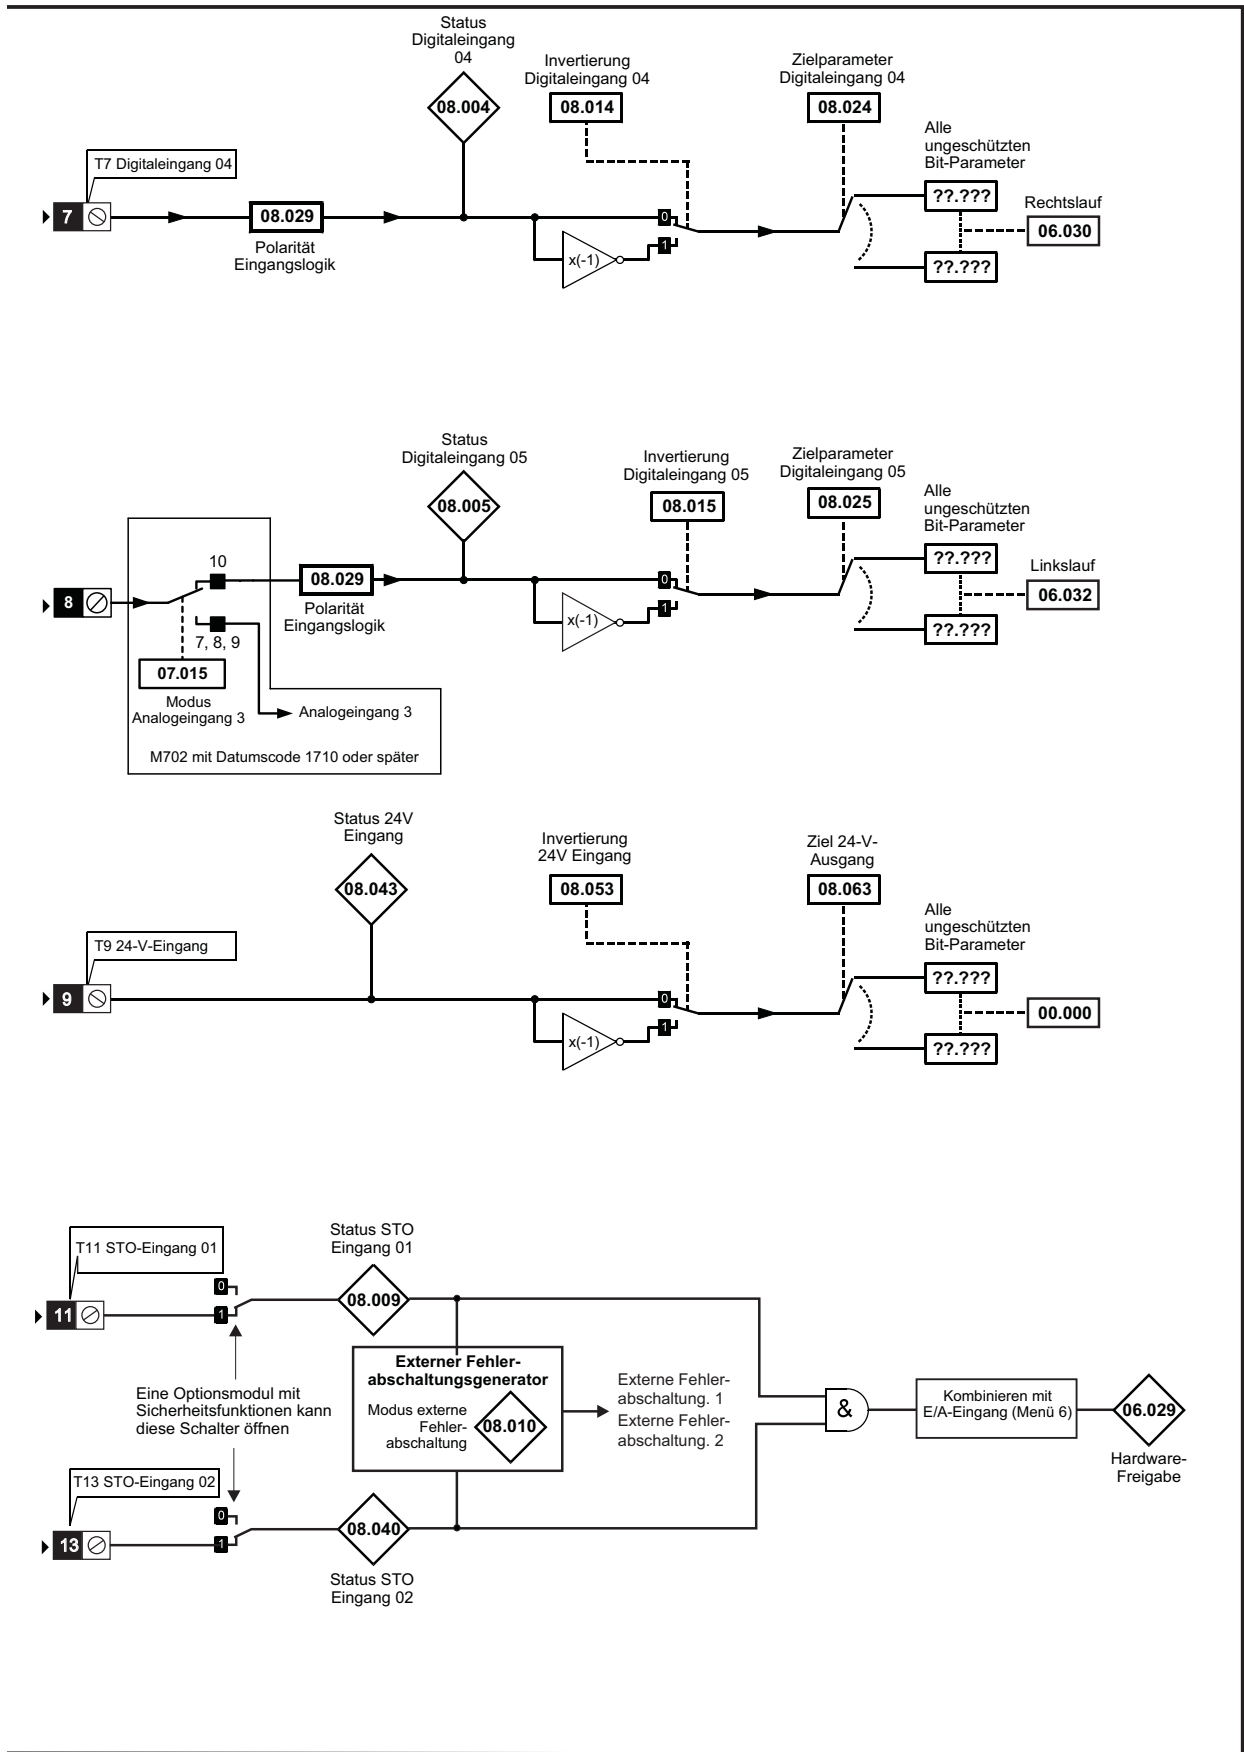 Status
Digitaleingang
04
08.004
Invertierung
Digitaleingang 04
08.014
Zielparameter
Digitaleingang 04
08.024
Alle
ungeschützten
Bit-Parameter
T7 Digitaleingang 04
7
08.029
Polarität
Eingangslogik
x(-1)
0
1
??.???
??.???
Rechtslauf
06.030
Status
Digitaleingang 05
08.005
Invertierung
Digitaleingang 05
08.015
Zielparameter
Digitaleingang 05
08.025
Alle
ungeschützten
Bit-Parameter
8
10
7, 8, 9
07.015
Modus
Analogeingang 3
Analogeingang 3
M702 mit Datumscode 1710 oder später
08.029
Polarität
Eingangslogik
x(-1)
0
1
??.???
??.???
Linkslauf
06.032
Status 24V
Eingang
08.043
Invertierung
24V Eingang
08.053
Ziel 24-V-
Ausgang
08.063
Alle
ungeschützten
Bit-Parameter
T9 24-V-Eingang
9
x(-1)
0
1
??.???
??.???
00.000
T11 STO-Eingang 01
11
0
1
Status STO
Eingang 01
08.009
Eine Optionsmodul mit
Sicherheitsfunktionen kann
diese Schalter öffnen
Externer Fehler-
abschaltungsgenerator
Modus externe
Fehler-
abschaltung
08.010
Externe Fehler-
abschaltung. 1
Externe Fehler-
abschaltung. 2
&
Kombinieren mit
E/A-Eingang (Menü 6)
06.029
Hardware-
Freigabe
T13 STO-Eingang 02
13
0
1
08.040
Status STO
Eingang 02